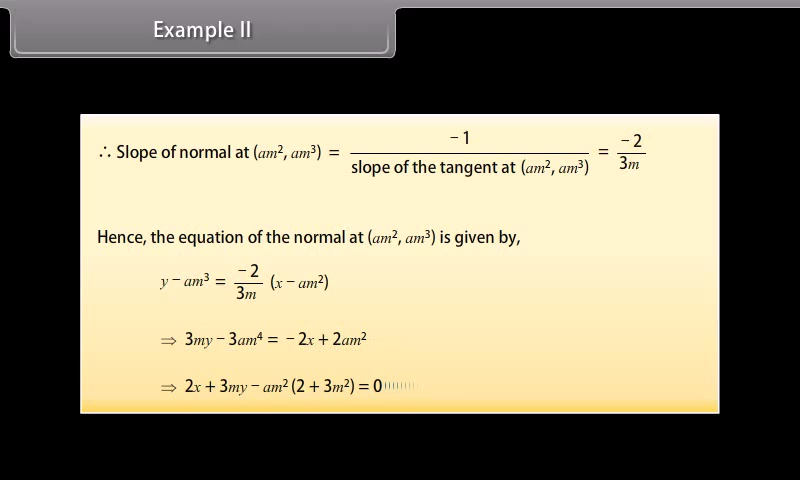 Example II
∴ Slope of normal at (am², am³) = −1 / slope of the tangent at (am², am³) = −2 / 3m
Hence, the equation of the normal at (am², am³) is given by,
y − am³ = −2 / 3m (x − am²)
⇒ 3my − 3am⁴ = − 2x + 2am²
⇒ 2x + 3my − am² (2 + 3m²) = 0